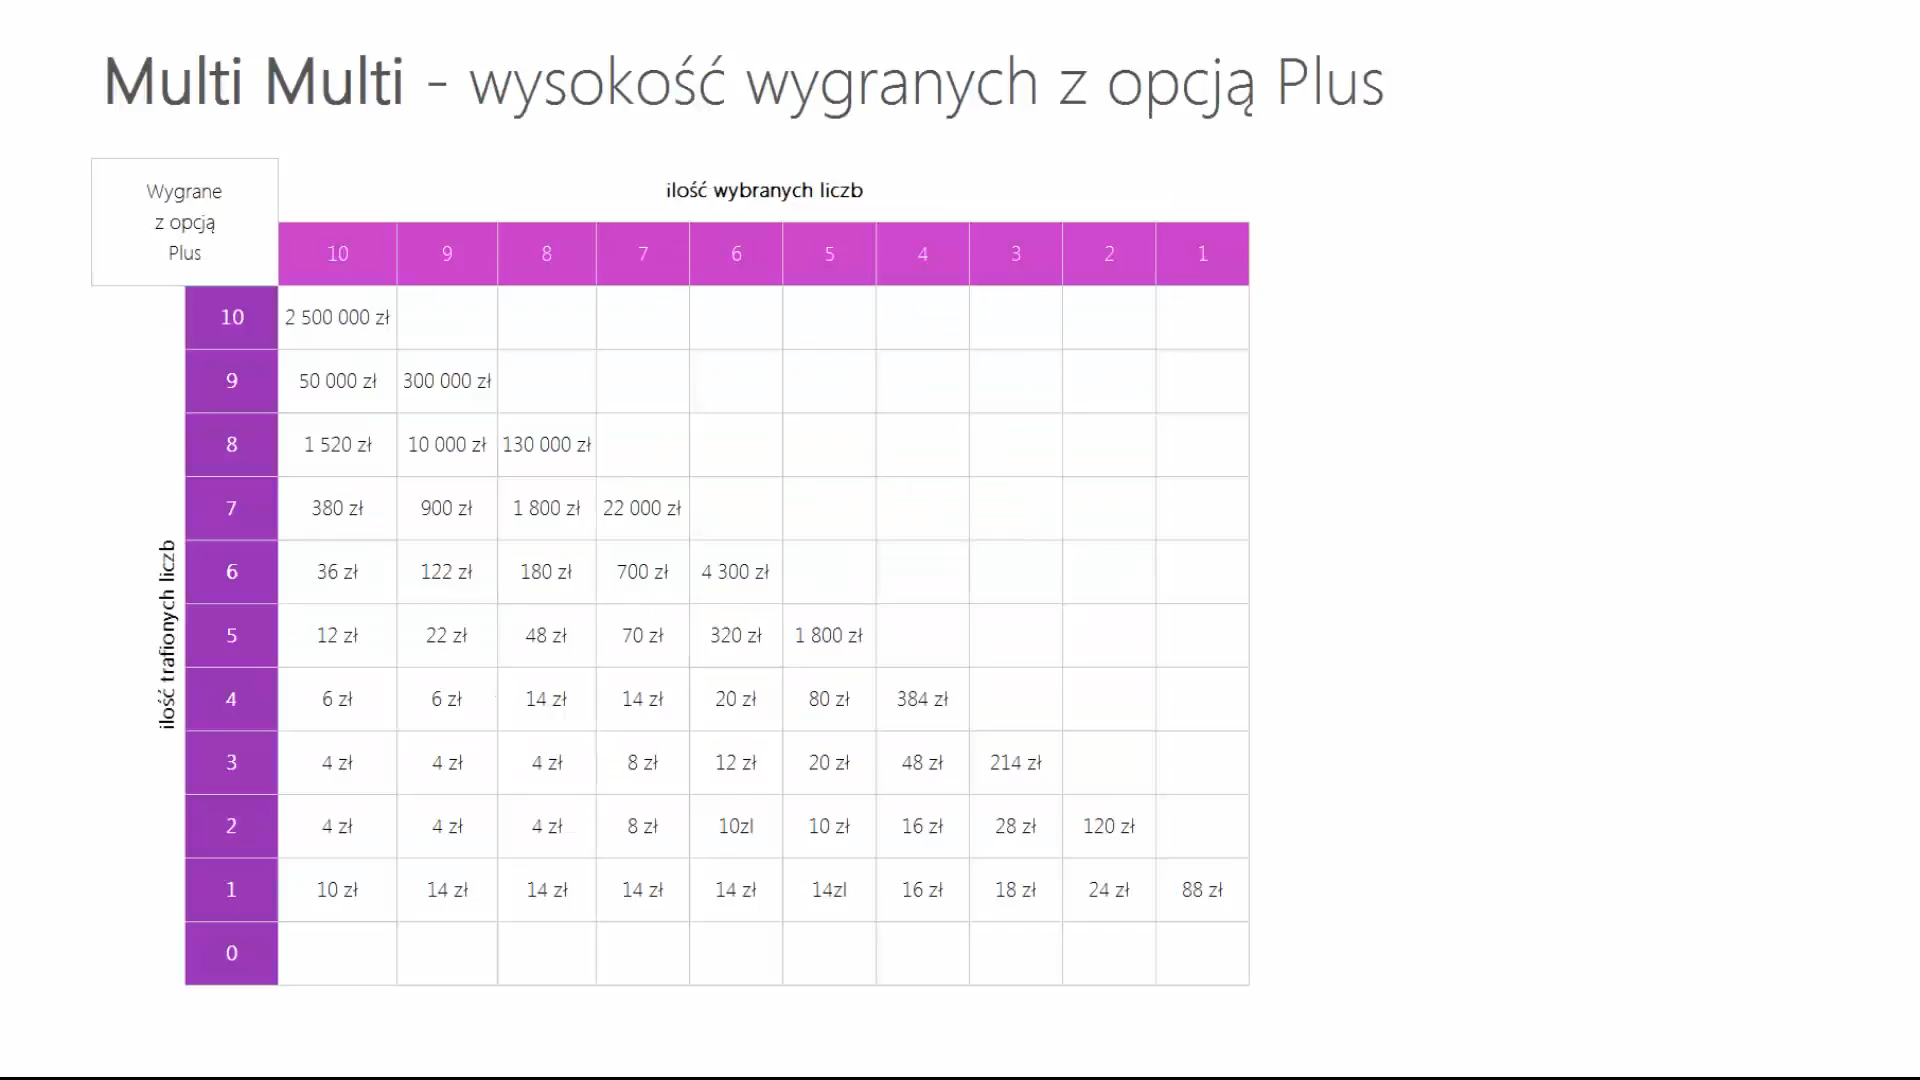 Multi Multi - wysokość wygranych z opcją Plus
Wygrane
z opcją
Plus
ilość wybranych liczb
10 9 8 7 6 5 4 3 2 1
ilość trafionych liczb
10 2 500 000 zł
9 50 000 zł 300 000 zł
8 1 520 zł 10 000 zł 130 000 zł
7 380 zł 900 zł 1 800 zł 22 000 zł
6 36 zł 122 zł 180 zł 700 zł 4 300 zł
5 12 zł 22 zł 48 zł 70 zł 320 zł 1 800 zł
4 6 zł 6 zł 14 zł 14 zł 20 zł 80 zł 384 zł
3 4 zł 4 zł 4 zł 8 zł 12 zł 20 zł 48 zł 214 zł
2 4 zł 4 zł 4 zł 8 zł 10zl 10 zł 16 zł 28 zł 120 zł
1 10 zł 14 zł 14 zł 14 zł 14 zł 14zl 16 zł 18 zł 24 zł 88 zł
0